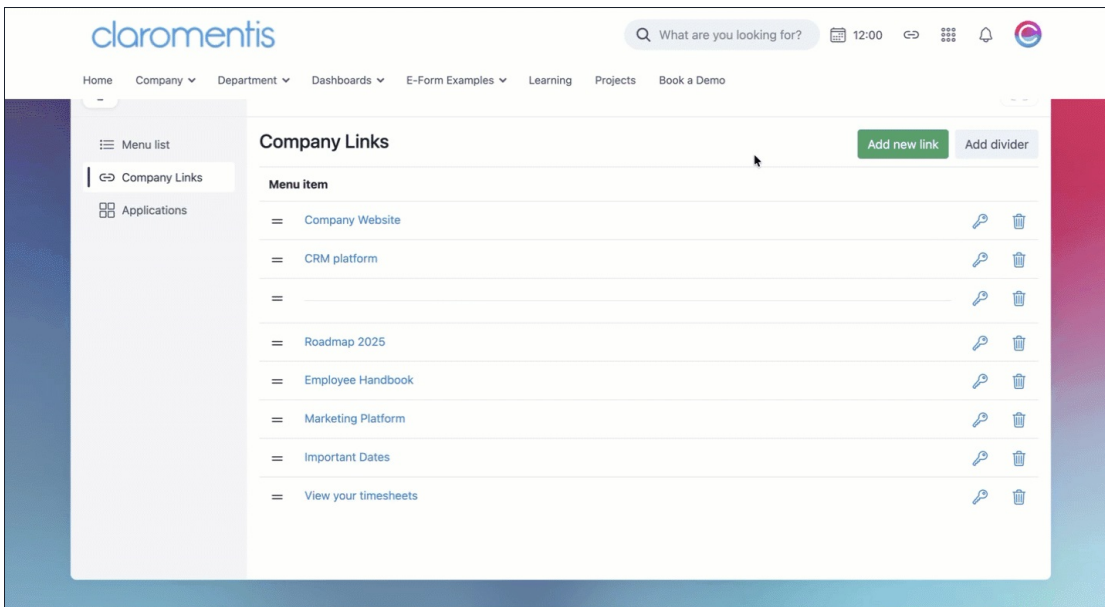 claromentis
What are you looking for?
12:00
Home Company Department Dashboards E-Form Examples Learning Projects Book a Demo
Menu list
Company Links
Applications
Company Links
Add new link
Add divider
Menu item
Company Website
CRM platform
Roadmap 2025
Employee Handbook
Marketing Platform
Important Dates
View your timesheets